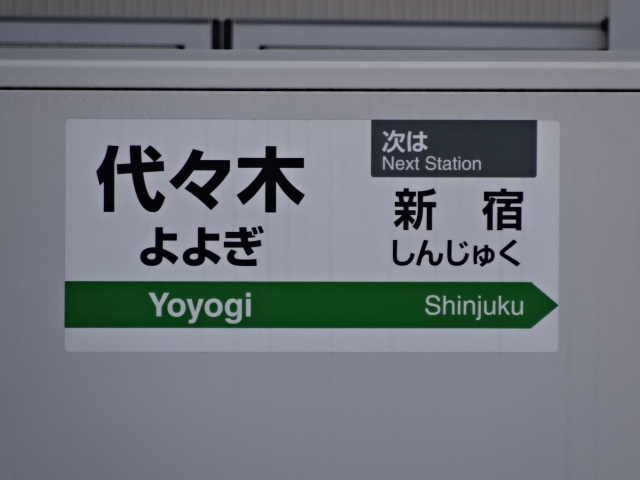 代々木
よよぎ
Yoyogi
次は
Next Station
新宿
しんじゅく
Shinjuku